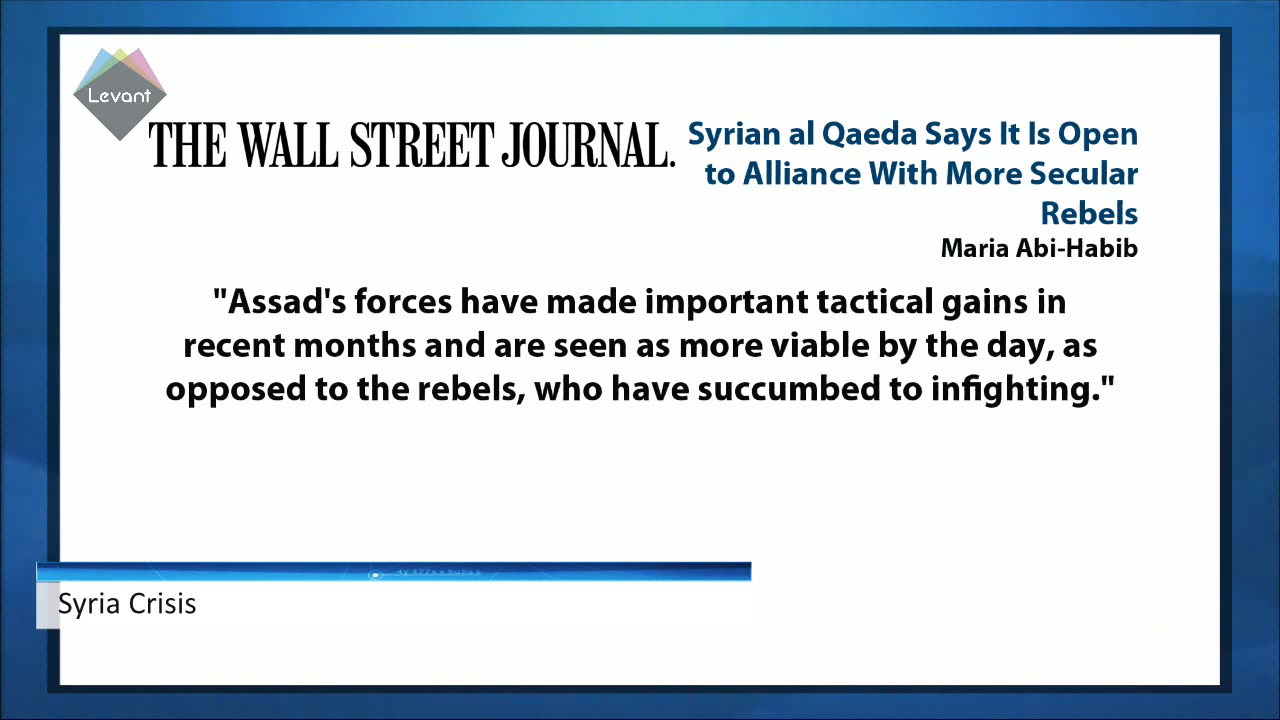 Levant
THE WALL STREET JOURNAL.
Syrian al Qaeda Says It Is Open
to Alliance With More Secular
Rebels
Maria Abi-Habib
"Assad's forces have made important tactical gains in
recent months and are seen as more viable by the day, as
opposed to the rebels, who have succumbed to infighting."
Syria Crisis